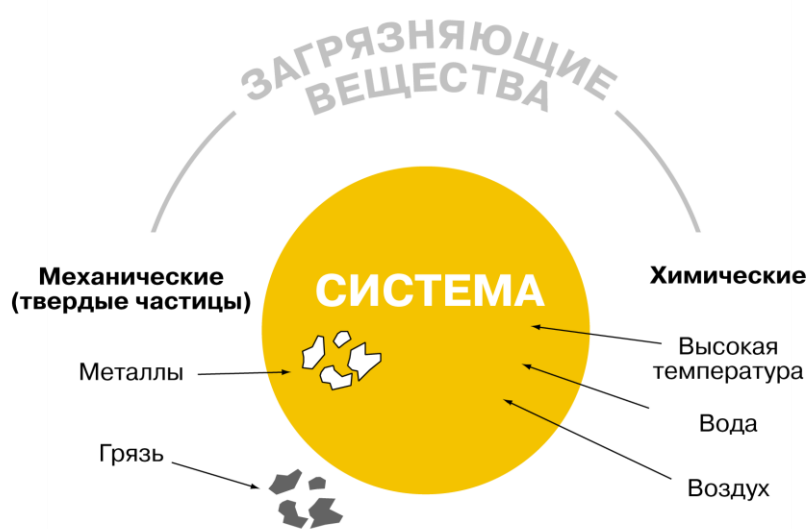 ЗАГРЯЗНЯЮЩИЕ
ВЕЩЕСТВА
Механические
(твердые частицы)
СИСТЕМА
Химические
Металлы
Грязь
Высокая
температура
Вода
Воздух